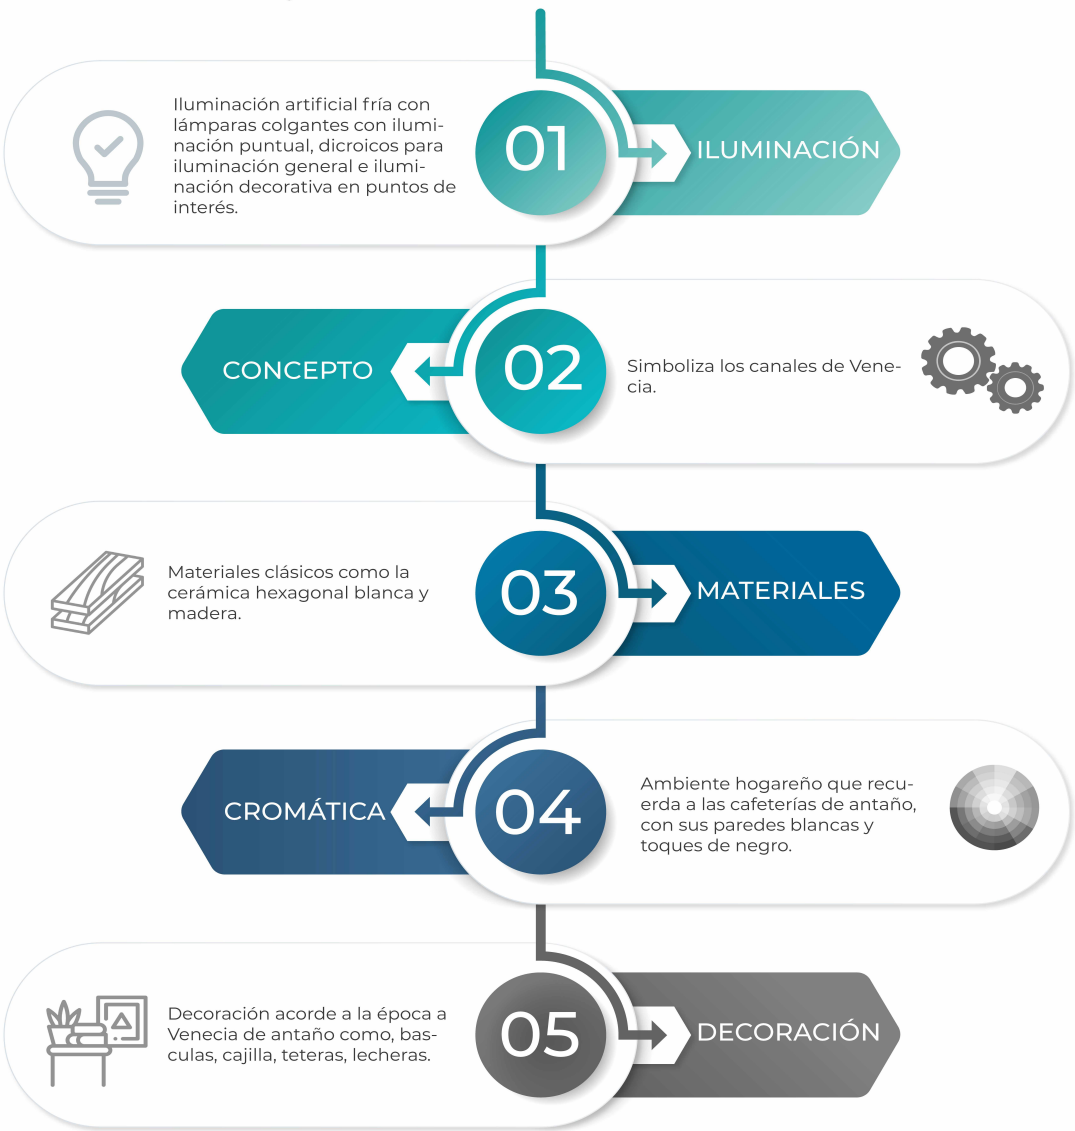 Iluminación artificial fría con
lámparas colgantes con ilumi-
nación puntual, dicroicos para
iluminación general e ilumi-
nación decorativa en puntos de
interés.
01
ILUMINACIÓN
CONCEPTO
02
Simboliza los canales de Vene-
cia.
Materiales clásicos como la
cerámica hexagonal blanca y
madera.
03
MATERIALES
CROMÁTICA
04
Ambiente hogareño que recu-
erda a las cafeterías de antaño,
con sus paredes blancas y
toques de negro.
Decoración acorde a la época a
Venecia de antaño como, bas-
culas, cajilla, teteras, lecheras.
05
DECORACIÓN